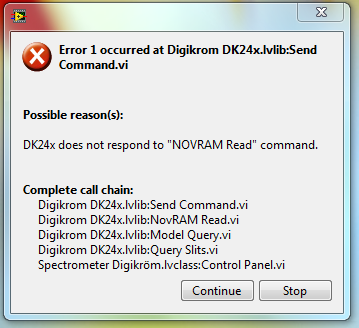 Error 1 occurred at Digikrom DK24x.lvlib:Send
Command.vi
Possible reason(s):
DK24x does not respond to "NOVRAM Read" command.
Complete call chain:
Digikrom DK24x.lvlib:Send Command.vi
Digikrom DK24x.lvlib:NovRAM Read.vi
Digikrom DK24x.lvlib:Model Query.vi
Digikrom DK24x.lvlib:Query Slits.vi
Spectrometer Digikröm.lvclass:Control Panel.vi
Continue
Stop